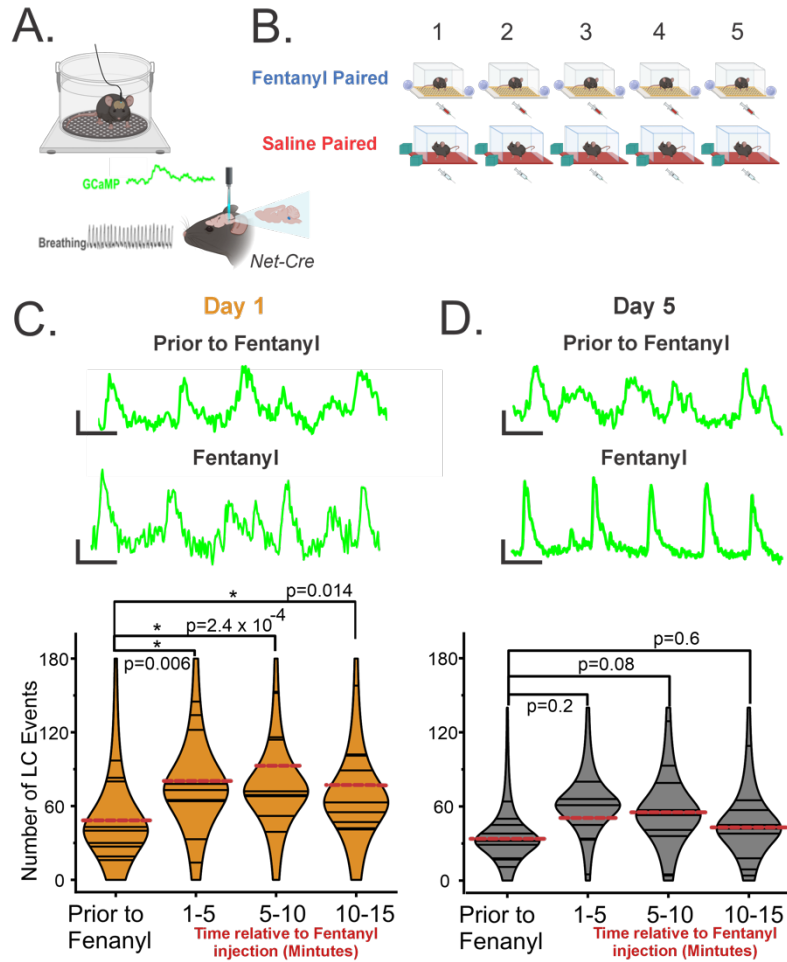 A.
GCaMP
Breathing
Net-Cre
B.
1 2 3 4 5
Fentanyl Paired
Saline Paired
C.
Day 1
Prior to Fentanyl
Fentanyl
* p=0.014
* p=2.4 x 10-4
* p=0.006
Number of LC Events
180
120
60
0
Prior to
Fenanyl
1-5 5-10 10-15
Time relative to Fentanyl
injection (Mintutes)
D.
Day 5
Prior to Fentanyl
Fentanyl
p=0.6
p=0.08
p=0.2
180
120
60
0
Prior to
Fenanyl
1-5 5-10 10-15
Time relative to Fentanyl
injection (Mintutes)